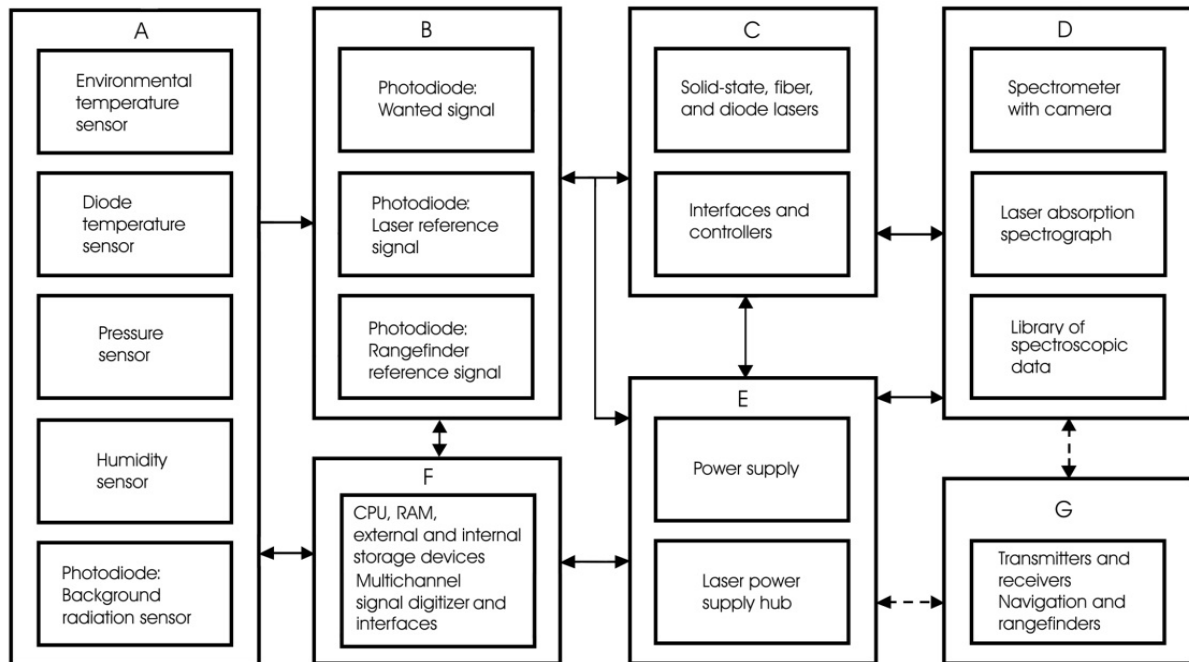 A
Environmental
temperature
sensor
Diode
temperature
sensor
Pressure
sensor
Humidity
sensor
Photodiode:
Background
radiation sensor
B
Photodiode:
Wanted signal
Photodiode:
Laser reference
signal
Photodiode:
Rangefinder
reference signal
F
CPU, RAM,
external and internal
storage devices
Multichannel
signal digitizer and
interfaces
C
Solid-state, fiber,
and diode lasers
Interfaces and
controllers
E
Power supply
Laser power
supply hub
D
Spectrometer
with camera
Laser absorption
spectrograph
Library of
spectroscopic
data
G
Transmitters and
receivers
Navigation and
rangefinders